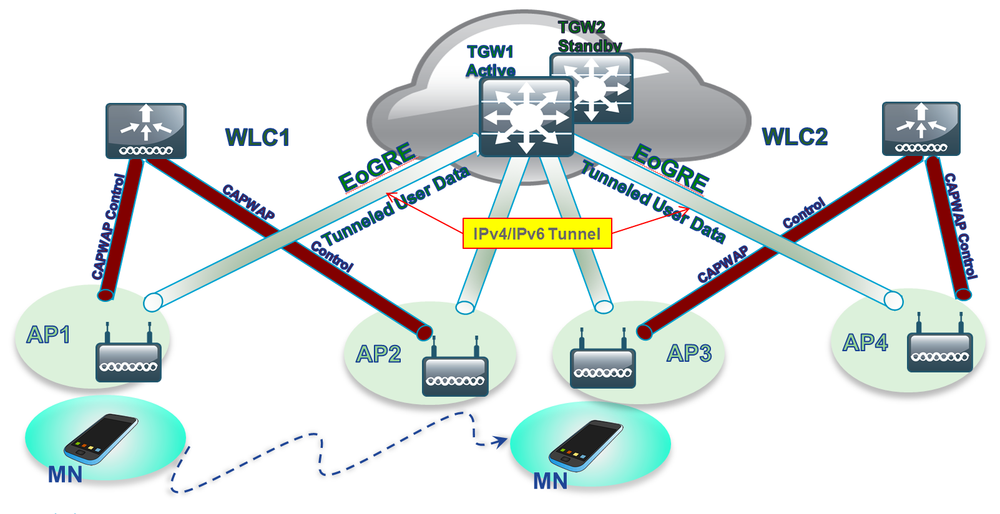 TGW2
Standby
TGW1
Active
WLC1
WLC2
EoGRE
Tunneled User Data
EoGRE
Tunneled User Data
CAPWAP Control
CAPWAP
Control
IPv4/IPv6 Tunnel
Control
CAPWAP
CAPWAP Control
AP1
AP2
AP3
AP4
MN
MN